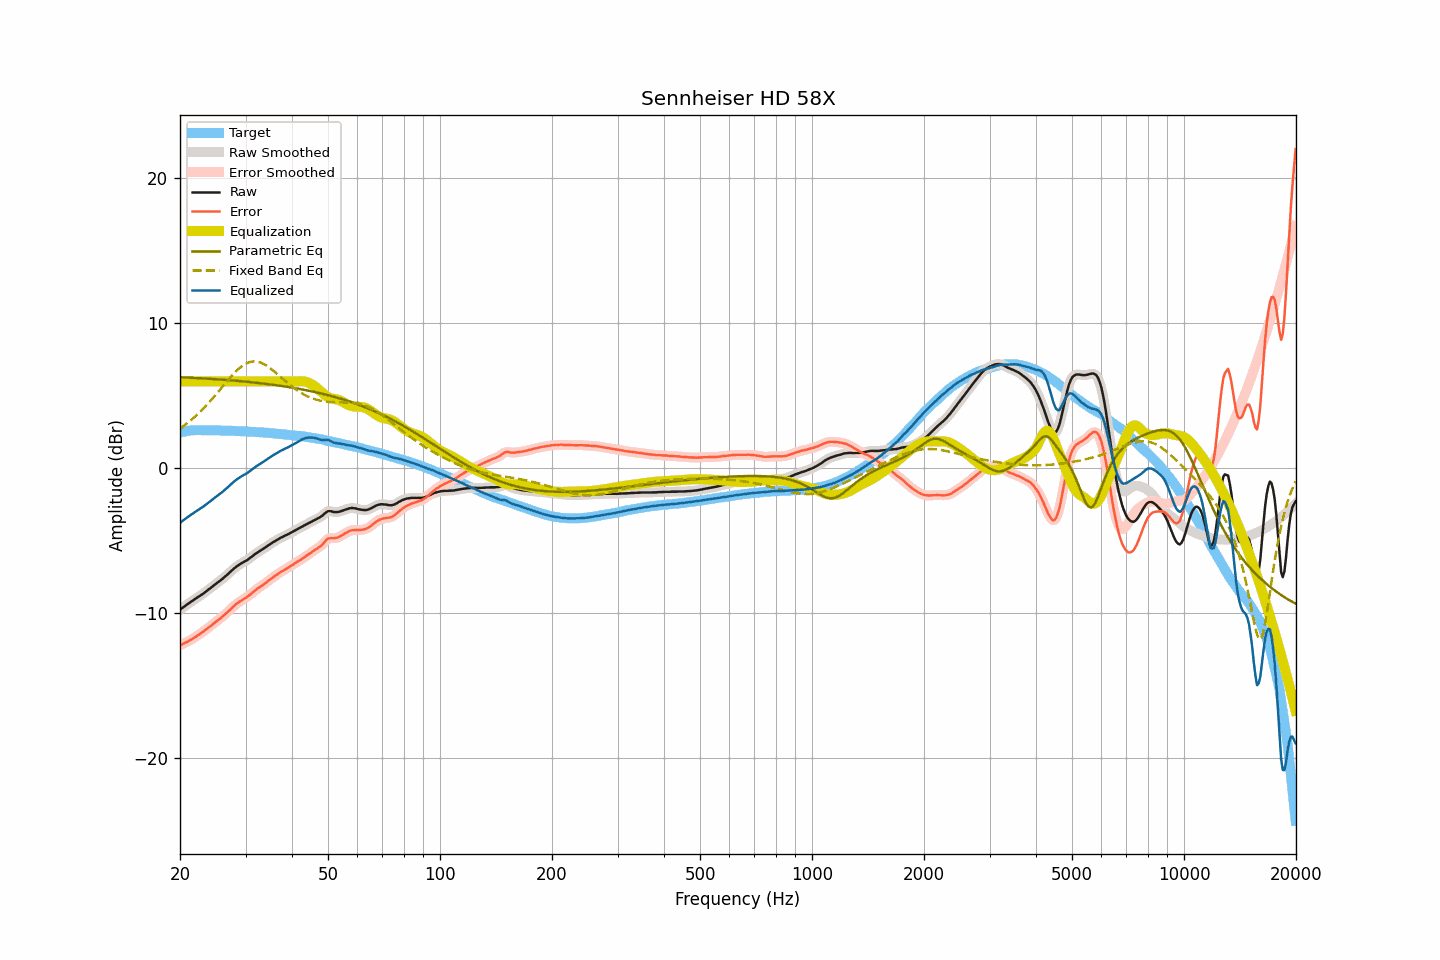 Sennheiser HD 58X
Target
Raw Smoothed
Error Smoothed
Raw
Error
Equalization
Parametric Eq
Fixed Band Eq
Equalized
20
10
0
−10
−20
Amplitude (dBr)
20 50 100 200 500 1000 2000 5000 10000 20000
Frequency (Hz)